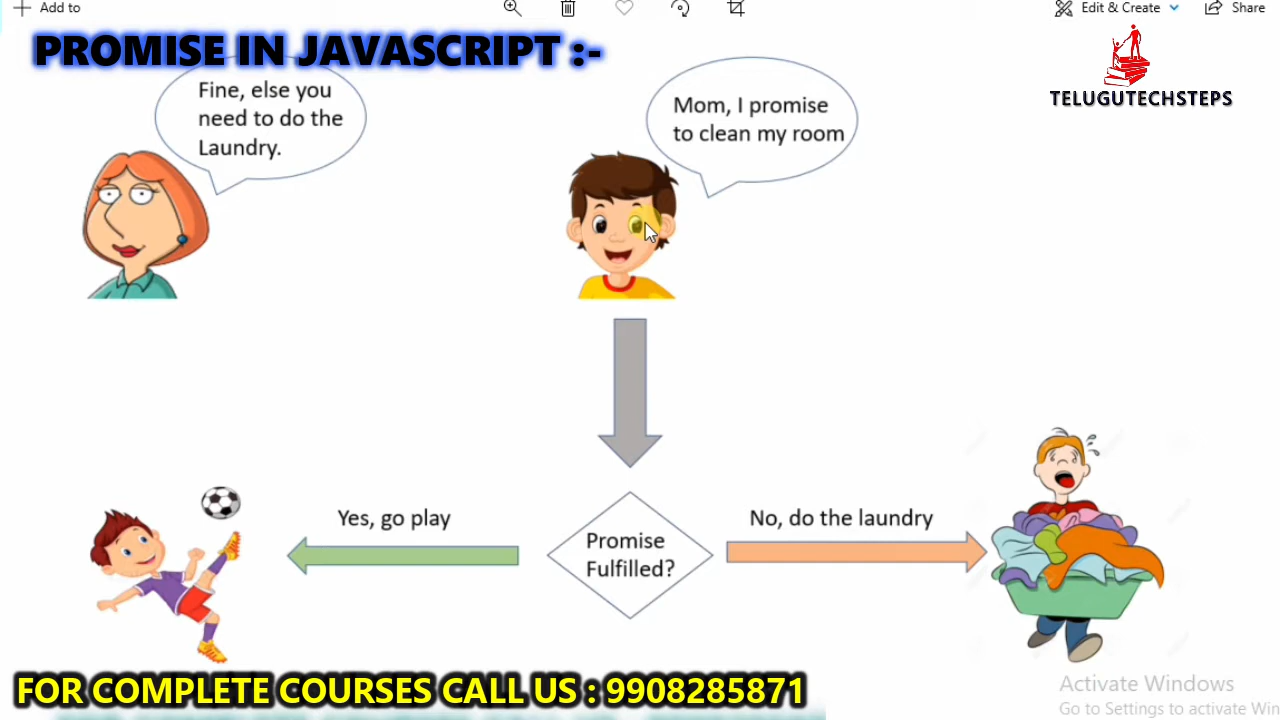 Add to
Edit & Create
Share
PROMISE IN JAVASCRIPT :-
TELUGUTECHSTEPS
Fine, else you
need to do the
Laundry.
Mom, I promise
to clean my room
Yes, go play
Promise
Fulfilled?
No, do the laundry
FOR COMPLETE COURSES CALL US : 9908285871
Activate Windows
Go to Settings to activate Win